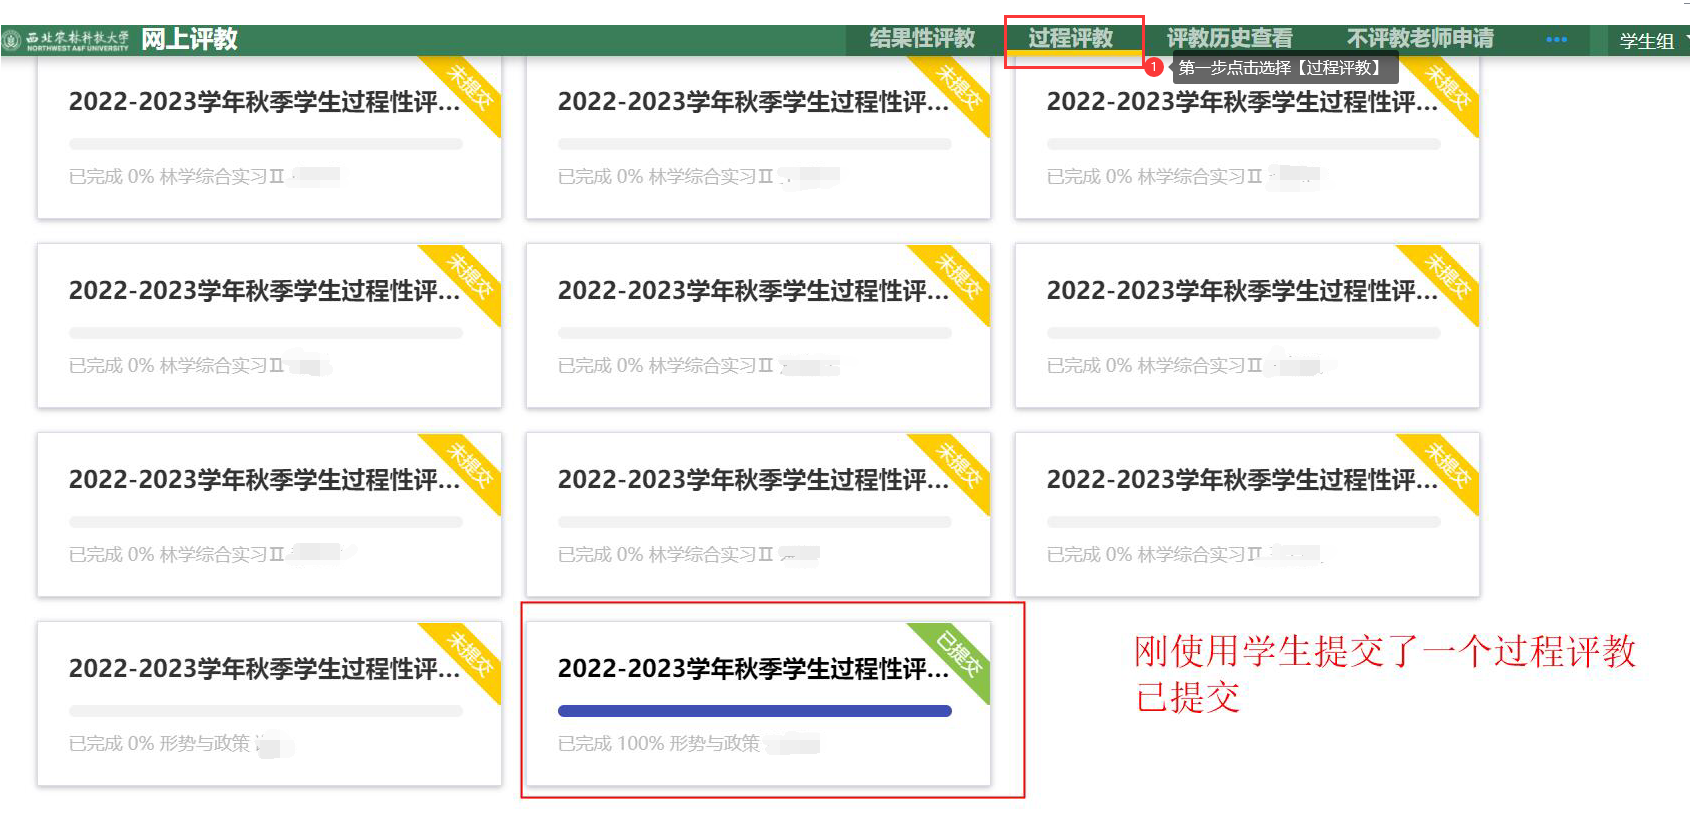 西北农林科技大学
NORTHWEST A&F UNIVERSITY
网上评教
结果性评教
过程评教
评教历史查看
不评教老师申请
•••
学生组
1 第一步点击选择【过程评教】
未提交
2022-2023学年秋季学生过程性评...
已完成 0% 林学综合实习Ⅱ
未提交
2022-2023学年秋季学生过程性评...
已完成 0% 林学综合实习Ⅱ
未提交
2022-2023学年秋季学生过程性评...
已完成 0% 林学综合实习Ⅱ
未提交
2022-2023学年秋季学生过程性评...
已完成 0% 林学综合实习Ⅱ
未提交
2022-2023学年秋季学生过程性评...
已完成 0% 林学综合实习Ⅱ
未提交
2022-2023学年秋季学生过程性评...
已完成 0% 林学综合实习Ⅱ
未提交
2022-2023学年秋季学生过程性评...
已完成 0% 林学综合实习Ⅱ
未提交
2022-2023学年秋季学生过程性评...
已完成 0% 林学综合实习Ⅱ
未提交
2022-2023学年秋季学生过程性评...
已完成 0% 林学综合实习Ⅱ
未提交
2022-2023学年秋季学生过程性评...
已完成 0% 形势与政策
已提交
2022-2023学年秋季学生过程性评...
已完成 100% 形势与政策
刚使用学生提交了一个过程评教
已提交